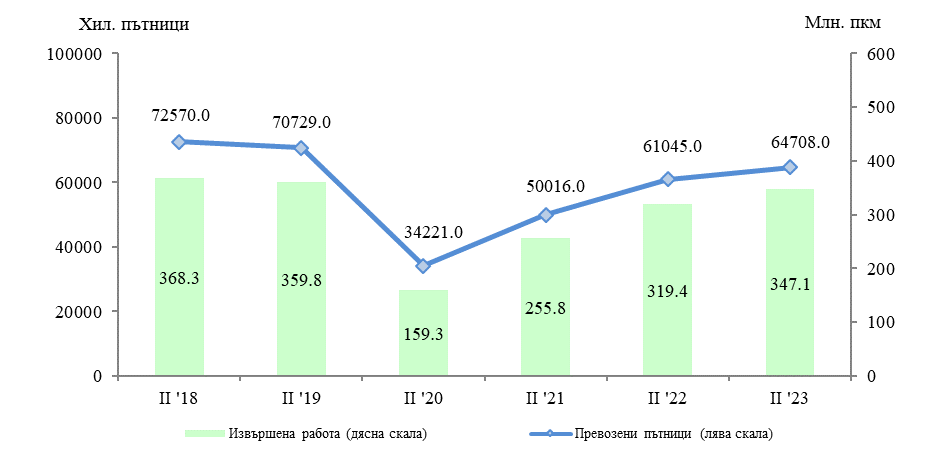 Хил. пътници
Млн. пкм
100000
80000
60000
40000
20000
0
600
500
400
300
200
100
0
72570.0
70729.0
34221.0
50016.0
61045.0
64708.0
368.3
359.8
159.3
255.8
319.4
347.1
II '18
II '19
II '20
II '21
II '22
II '23
Извършена работа (дясна скала)
Превозени пътници (лява скала)